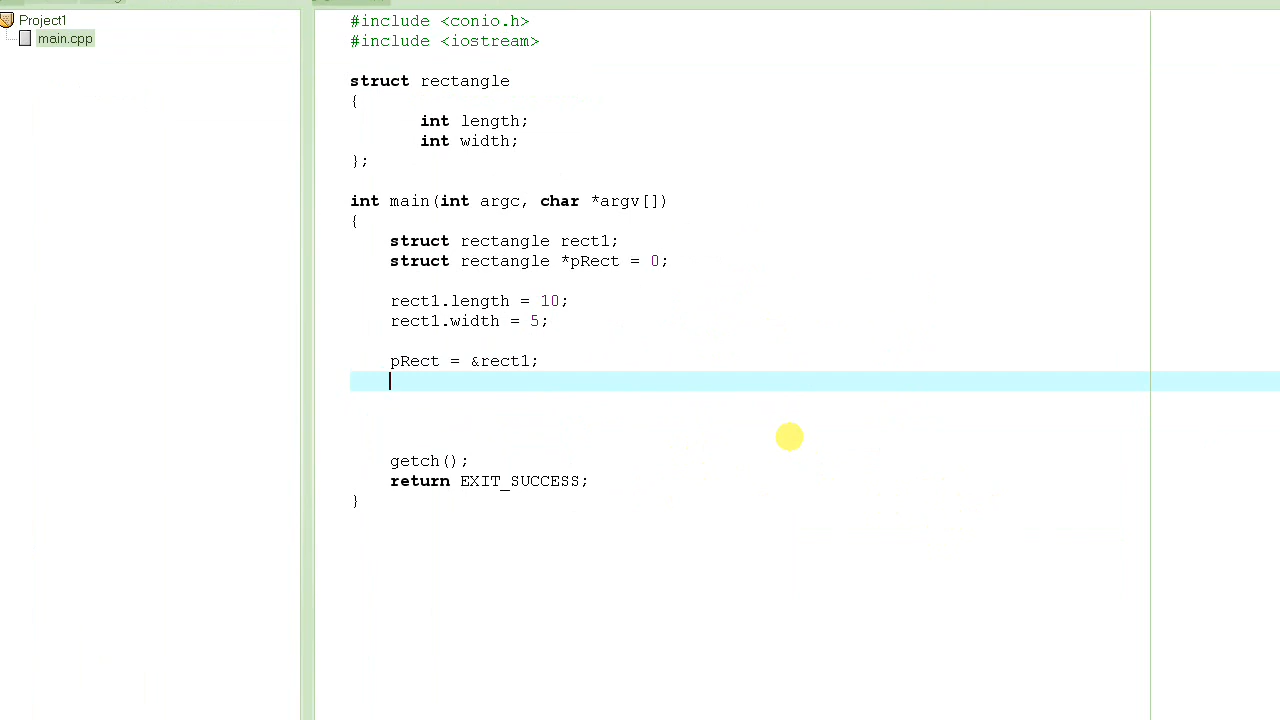 Project1
main.cpp
#include <conio.h>
#include <iostream>
struct rectangle
{
int length;
int width;
};
int main(int argc, char *argv[])
{
struct rectangle rect1;
struct rectangle *pRect = 0;
rect1.length = 10;
rect1.width = 5;
pRect = &rect1;
getch();
return EXIT_SUCCESS;
}